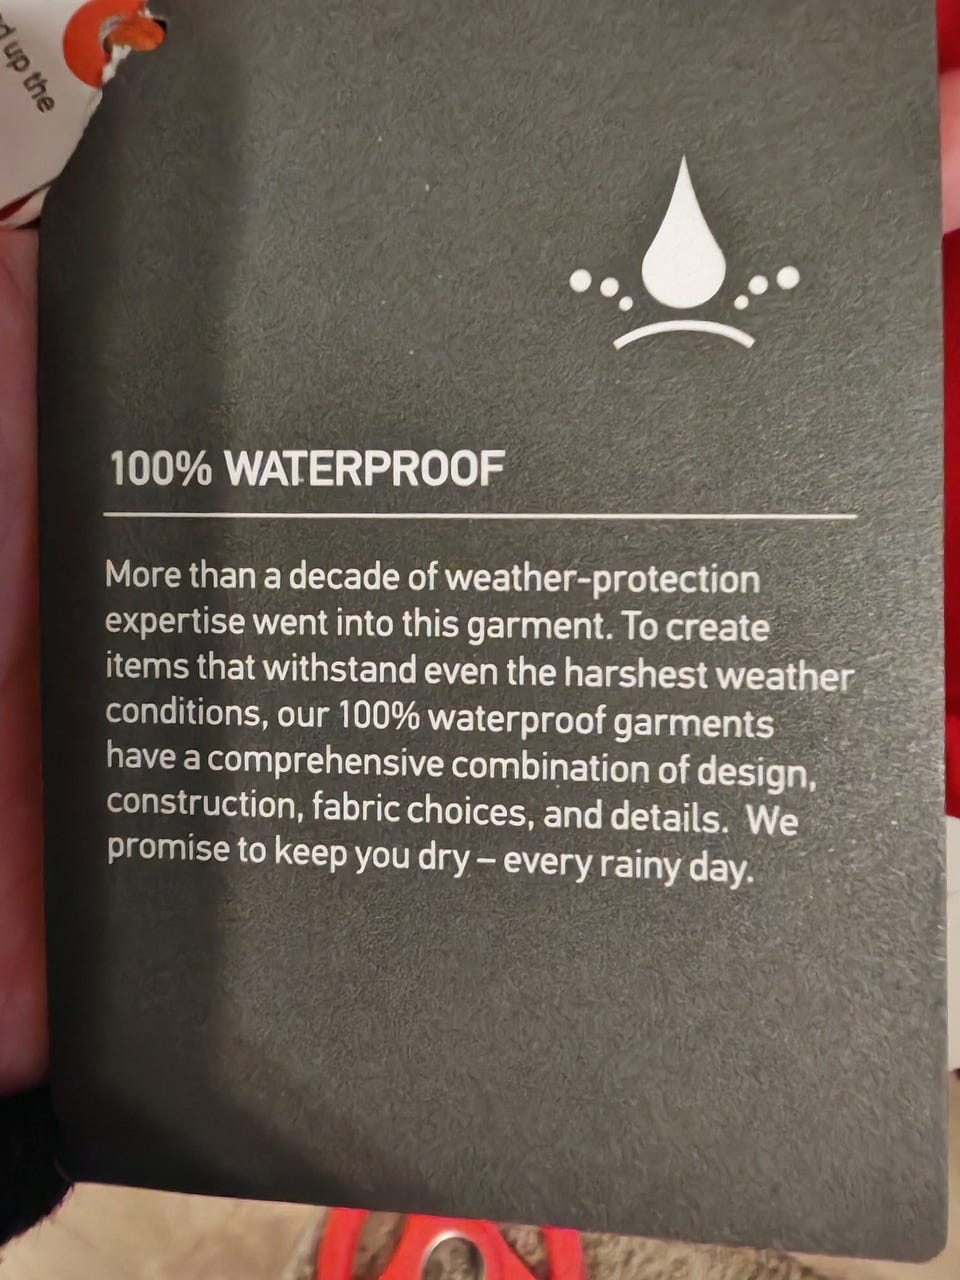 d up the
100% WATERPROOF
More than a decade of weather-protection
expertise went into this garment. To create
items that withstand even the harshest weather
conditions, our 100% waterproof garments
have a comprehensive combination of design,
construction, fabric choices, and details. We
promise to keep you dry – every rainy day.